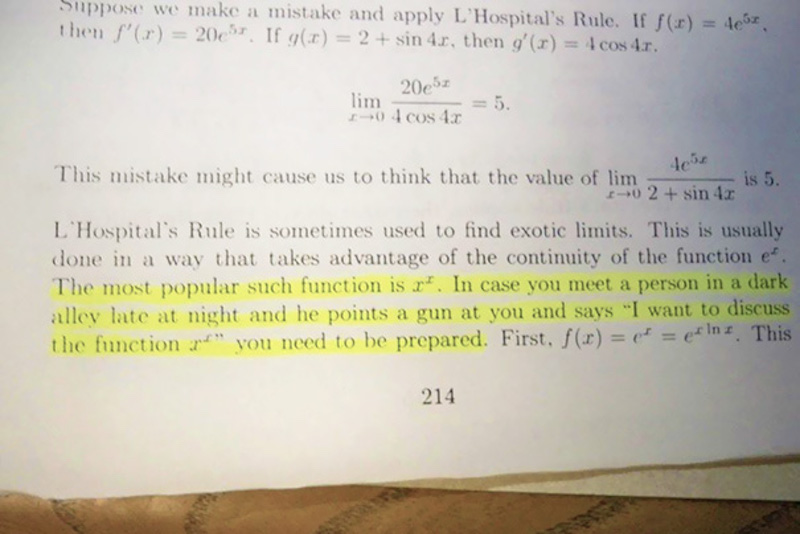 Suppose we make a mistake and apply L'Hospital's Rule. If f(x) = 4e^{5x},
then f'(x) = 20e^{5x}. If g(x) = 2 + sin 4x, then g'(x) = 4 cos 4x.
lim_{x→0} 20e^{5x} / 4 cos 4x = 5.
This mistake might cause us to think that the value of lim_{x→0} 4e^{5x} / 2 + sin 4x is 5.
L'Hospital's Rule is sometimes used to find exotic limits. This is usually
done in a way that takes advantage of the continuity of the function e^x.
The most popular such function is x^x. In case you meet a person in a dark
alley late at night and he points a gun at you and says "I want to discuss
the function x^x" you need to be prepared. First, f(x) = e^x = e^{x ln x}. This
214